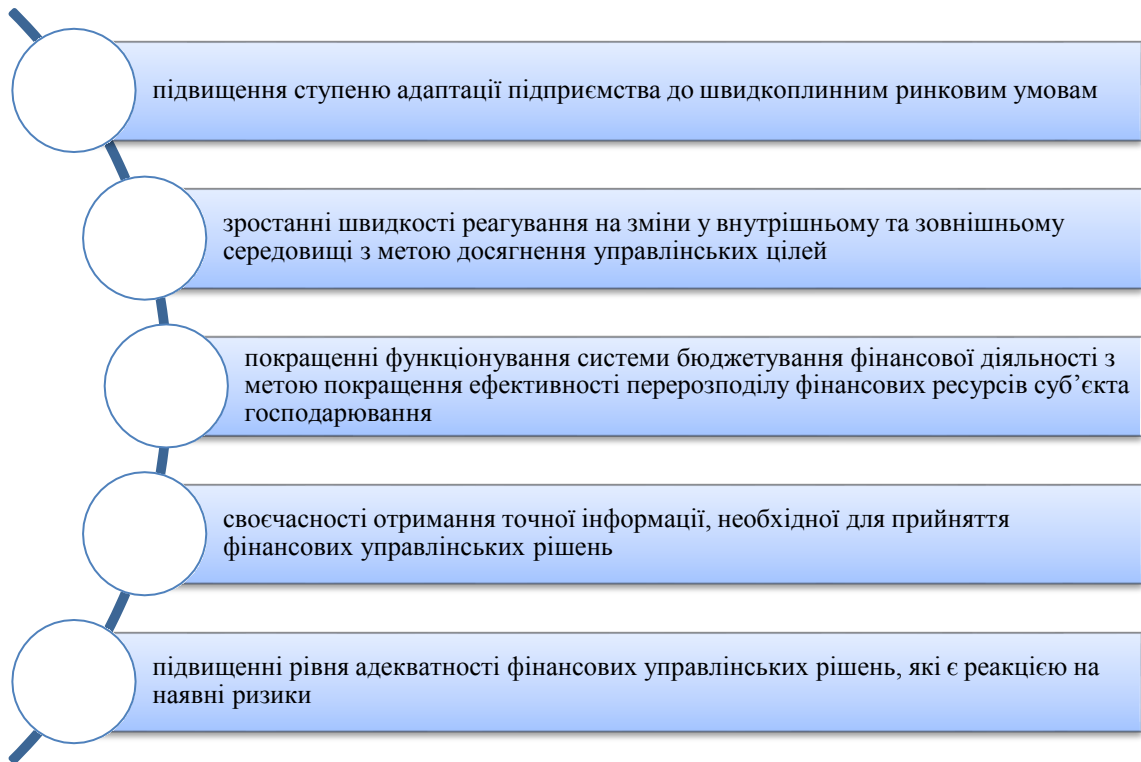 підвищення ступеню адаптації підприємства до швидкоплинним ринковим умовам
зростанні швидкості реагування на зміни у внутрішньому та зовнішньому
середовищі з метою досягнення управлінських цілей
покращенні функціонування системи бюджетування фінансової діяльності з
метою покращення ефективності перерозподілу фінансових ресурсів суб’єкта
господарювання
своєчасності отримання точної інформації, необхідної для прийняття
фінансових управлінських рішень
підвищенні рівня адекватності фінансових управлінських рішень, які є реакцією на
наявні ризики